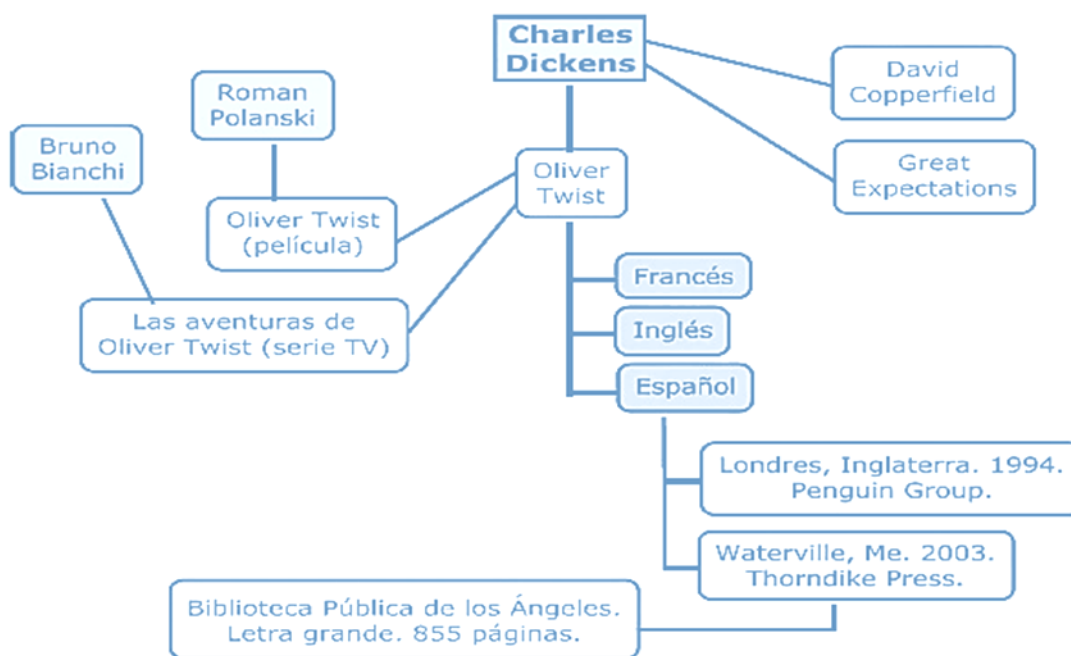 Charles
Dickens
David
Copperfield
Roman
Polanski
Bruno
Bianchi
Great
Expectations
Oliver
Twist
Oliver Twist
(película)
Francés
Las aventuras de
Oliver Twist (serie TV)
Inglés
Español
Londres, Inglaterra. 1994.
Penguin Group.
Waterville, Me. 2003.
Thorndike Press.
Biblioteca Pública de los Ángeles.
Letra grande. 855 páginas.